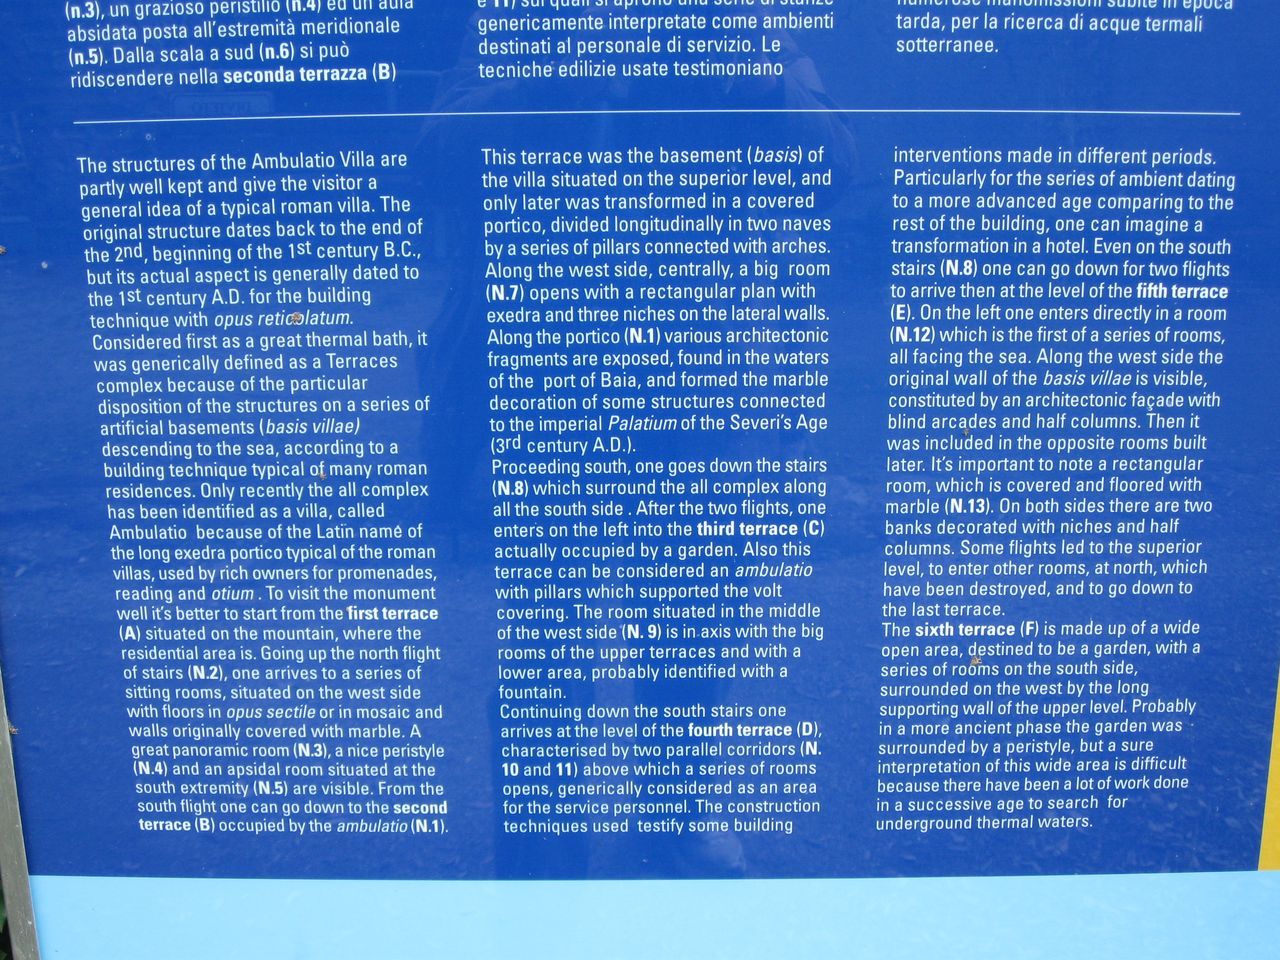 (n.3), un grazioso peristilio (n.4) ed un'aula
absidata posta all'estremità meridionale
(n.5). Dalla scala a sud (n.6) si può
ridiscendere nella seconda terrazza (B)
e 11) sui quali si aprono una serie di stanze
genericamente interpretate come ambienti
destinati al personale di servizio. Le
tecniche edilizie usate testimoniano
numerose manomissioni subite in epoca
tarda, per la ricerca di acque termali
sotterranee.
The structures of the Ambulatio Villa are
partly well kept and give the visitor a
general idea of a typical roman villa. The
original structure dates back to the end of
the 2nd, beginning of the 1st century B.C.,
but its actual aspect is generally dated to
the 1st century A.D. for the building
technique with opus reticolatum.
Considered first as a great thermal bath, it
was generically defined as a Terraces
complex because of the particular
disposition of the structures on a series of
artificial basements (basis villae)
descending to the sea, according to a
building technique typical of many roman
residences. Only recently the all complex
has been identified as a villa, called
Ambulatio because of the Latin name of
the long exedra portico typical of the roman
villas, used by rich owners for promenades,
reading and otium . To visit the monument
well it's better to start from the first terrace
(A) situated on the mountain, where the
residential area is. Going up the north flight
of stairs (N.2), one arrives to a series of
sitting rooms, situated on the west side
with floors in opus sectile or in mosaic and
walls originally covered with marble. A
great panoramic room (N.3), a nice peristyle
(N.4) and an apsidal room situated at the
south extremity (N.5) are visible. From the
south flight one can go down to the second
terrace (B) occupied by the ambulatio (N.1).
This terrace was the basement (basis) of
the villa situated on the superior level, and
only later was transformed in a covered
portico, divided longitudinally in two naves
by a series of pillars connected with arches.
Along the west side, centrally, a big room
(N.7) opens with a rectangular plan with
exedra and three niches on the lateral walls.
Along the portico (N.1) various architectonic
fragments are exposed, found in the waters
of the port of Baia, and formed the marble
decoration of some structures connected
to the imperial Palatium of the Severi's Age
(3rd century A.D.).
Proceeding south, one goes down the stairs
(N.8) which surround the all complex along
all the south side . After the two flights, one
enters on the left into the third terrace (C)
actually occupied by a garden. Also this
terrace can be considered an ambulatio
with pillars which supported the volt
covering. The room situated in the middle
of the west side (N. 9) is in axis with the big
rooms of the upper terraces and with a
lower area, probably identified with a
fountain.
Continuing down the south stairs one
arrives at the level of the fourth terrace (D),
characterised by two parallel corridors (N.
10 and 11) above which a series of rooms
opens, generically considered as an area
for the service personnel. The construction
techniques used testify some building
interventions made in different periods.
Particularly for the series of ambient dating
to a more advanced age comparing to the
rest of the building, one can imagine a
transformation in a hotel. Even on the south
stairs (N.8) one can go down for two flights
to arrive then at the level of the fifth terrace
(E). On the left one enters directly in a room
(N.12) which is the first of a series of rooms,
all facing the sea. Along the west side the
original wall of the basis villae is visible,
constituted by an architectonic façade with
blind arcades and half columns. Then it
was included in the opposite rooms built
later. It's important to note a rectangular
room, which is covered and floored with
marble (N.13). On both sides there are two
banks decorated with niches and half
columns. Some flights led to the superior
level, to enter other rooms, at north, which
have been destroyed, and to go down to
the last terrace.
The sixth terrace (F) is made up of a wide
open area, destined to be a garden, with a
series of rooms on the south side,
surrounded on the west by the long
supporting wall of the upper level. Probably
in a more ancient phase the garden was
surrounded by a peristyle, but a sure
interpretation of this wide area is difficult
because there have been a lot of work done
in a successive age to search for
underground thermal waters.